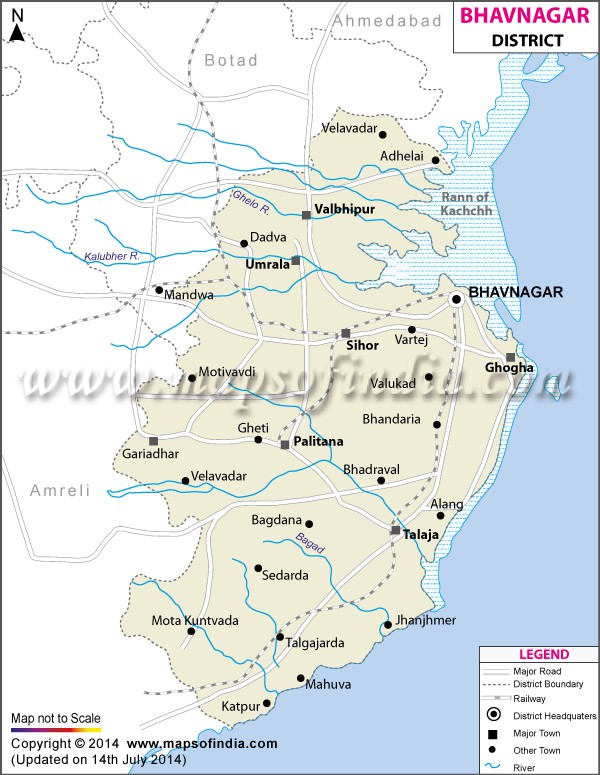 N
Ahmedabad
BHAVNAGAR
DISTRICT
Botad
Velavadar
Adhelai
Ghelo R.
Rann of
Kachchh
Valbhipur
Dadva
Kalubher R.
Umrala
Mandwa
BHAVNAGAR
Sihor
Vartej
Ghogha
Motivavdi
Valukad
www.mapsofindia.com
Bhandaria
Gheti
Palitana
Gariadhar
Bhadraval
Velavadar
Amreli
Alang
Bagdana
Talaja
Bagad
Sedarda
Mota Kuntvada
Jhanjhmer
Talgajarda
Mahuva
Katpur
LEGEND
Major Road
District Boundary
Railway
District Headquaters
Major Town
Other Town
River
Map not to Scale
Copyright © 2014 www.mapsofindia.com
(Updated on 14th July 2014)